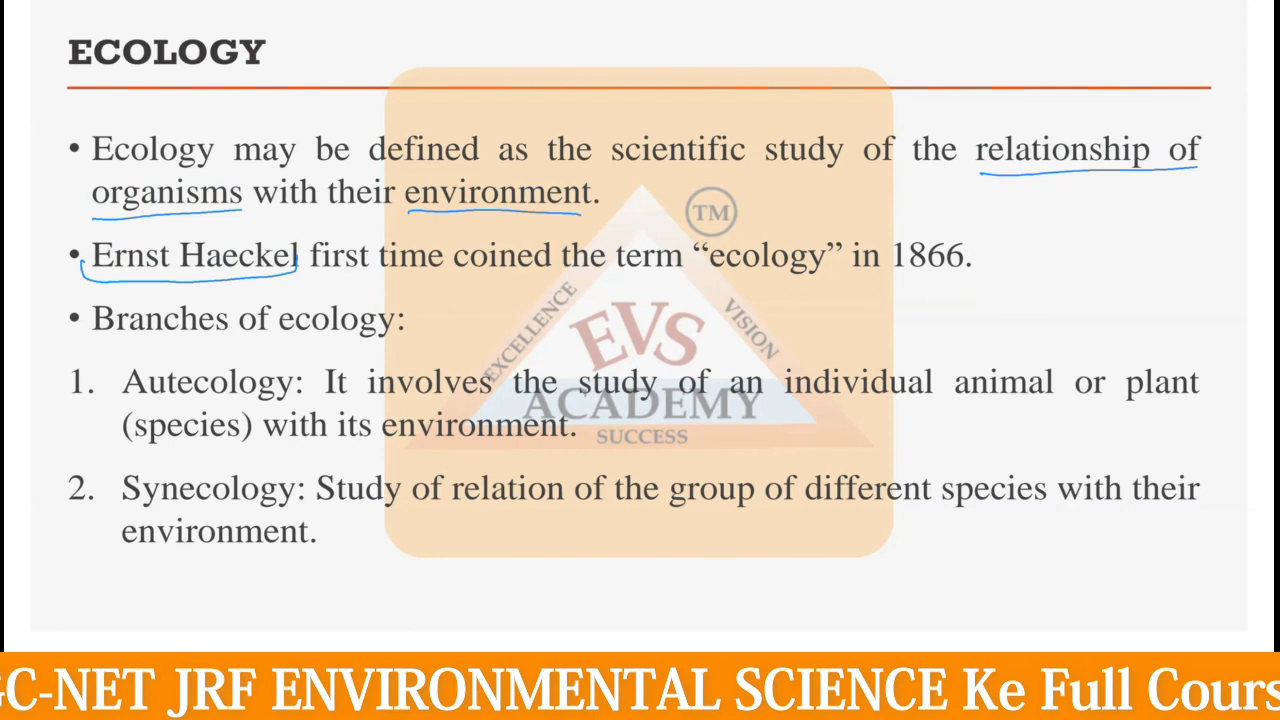 ECOLOGY
• Ecology may be defined as the scientific study of the relationship of
organisms with their environment.
TM
• Ernst Haeckel first time coined the term “ecology” in 1866.
EXCELLENCE
VISION
• Branches of ecology:
EVS
1. Autecology: It involves the study of an individual animal or plant
ACADEMY
(species) with its environment.
SUCCESS
2. Synecology: Study of relation of the group of different species with their
environment.
GC-NET JRF ENVIRONMENTAL SCIENCE Ke Full Cours